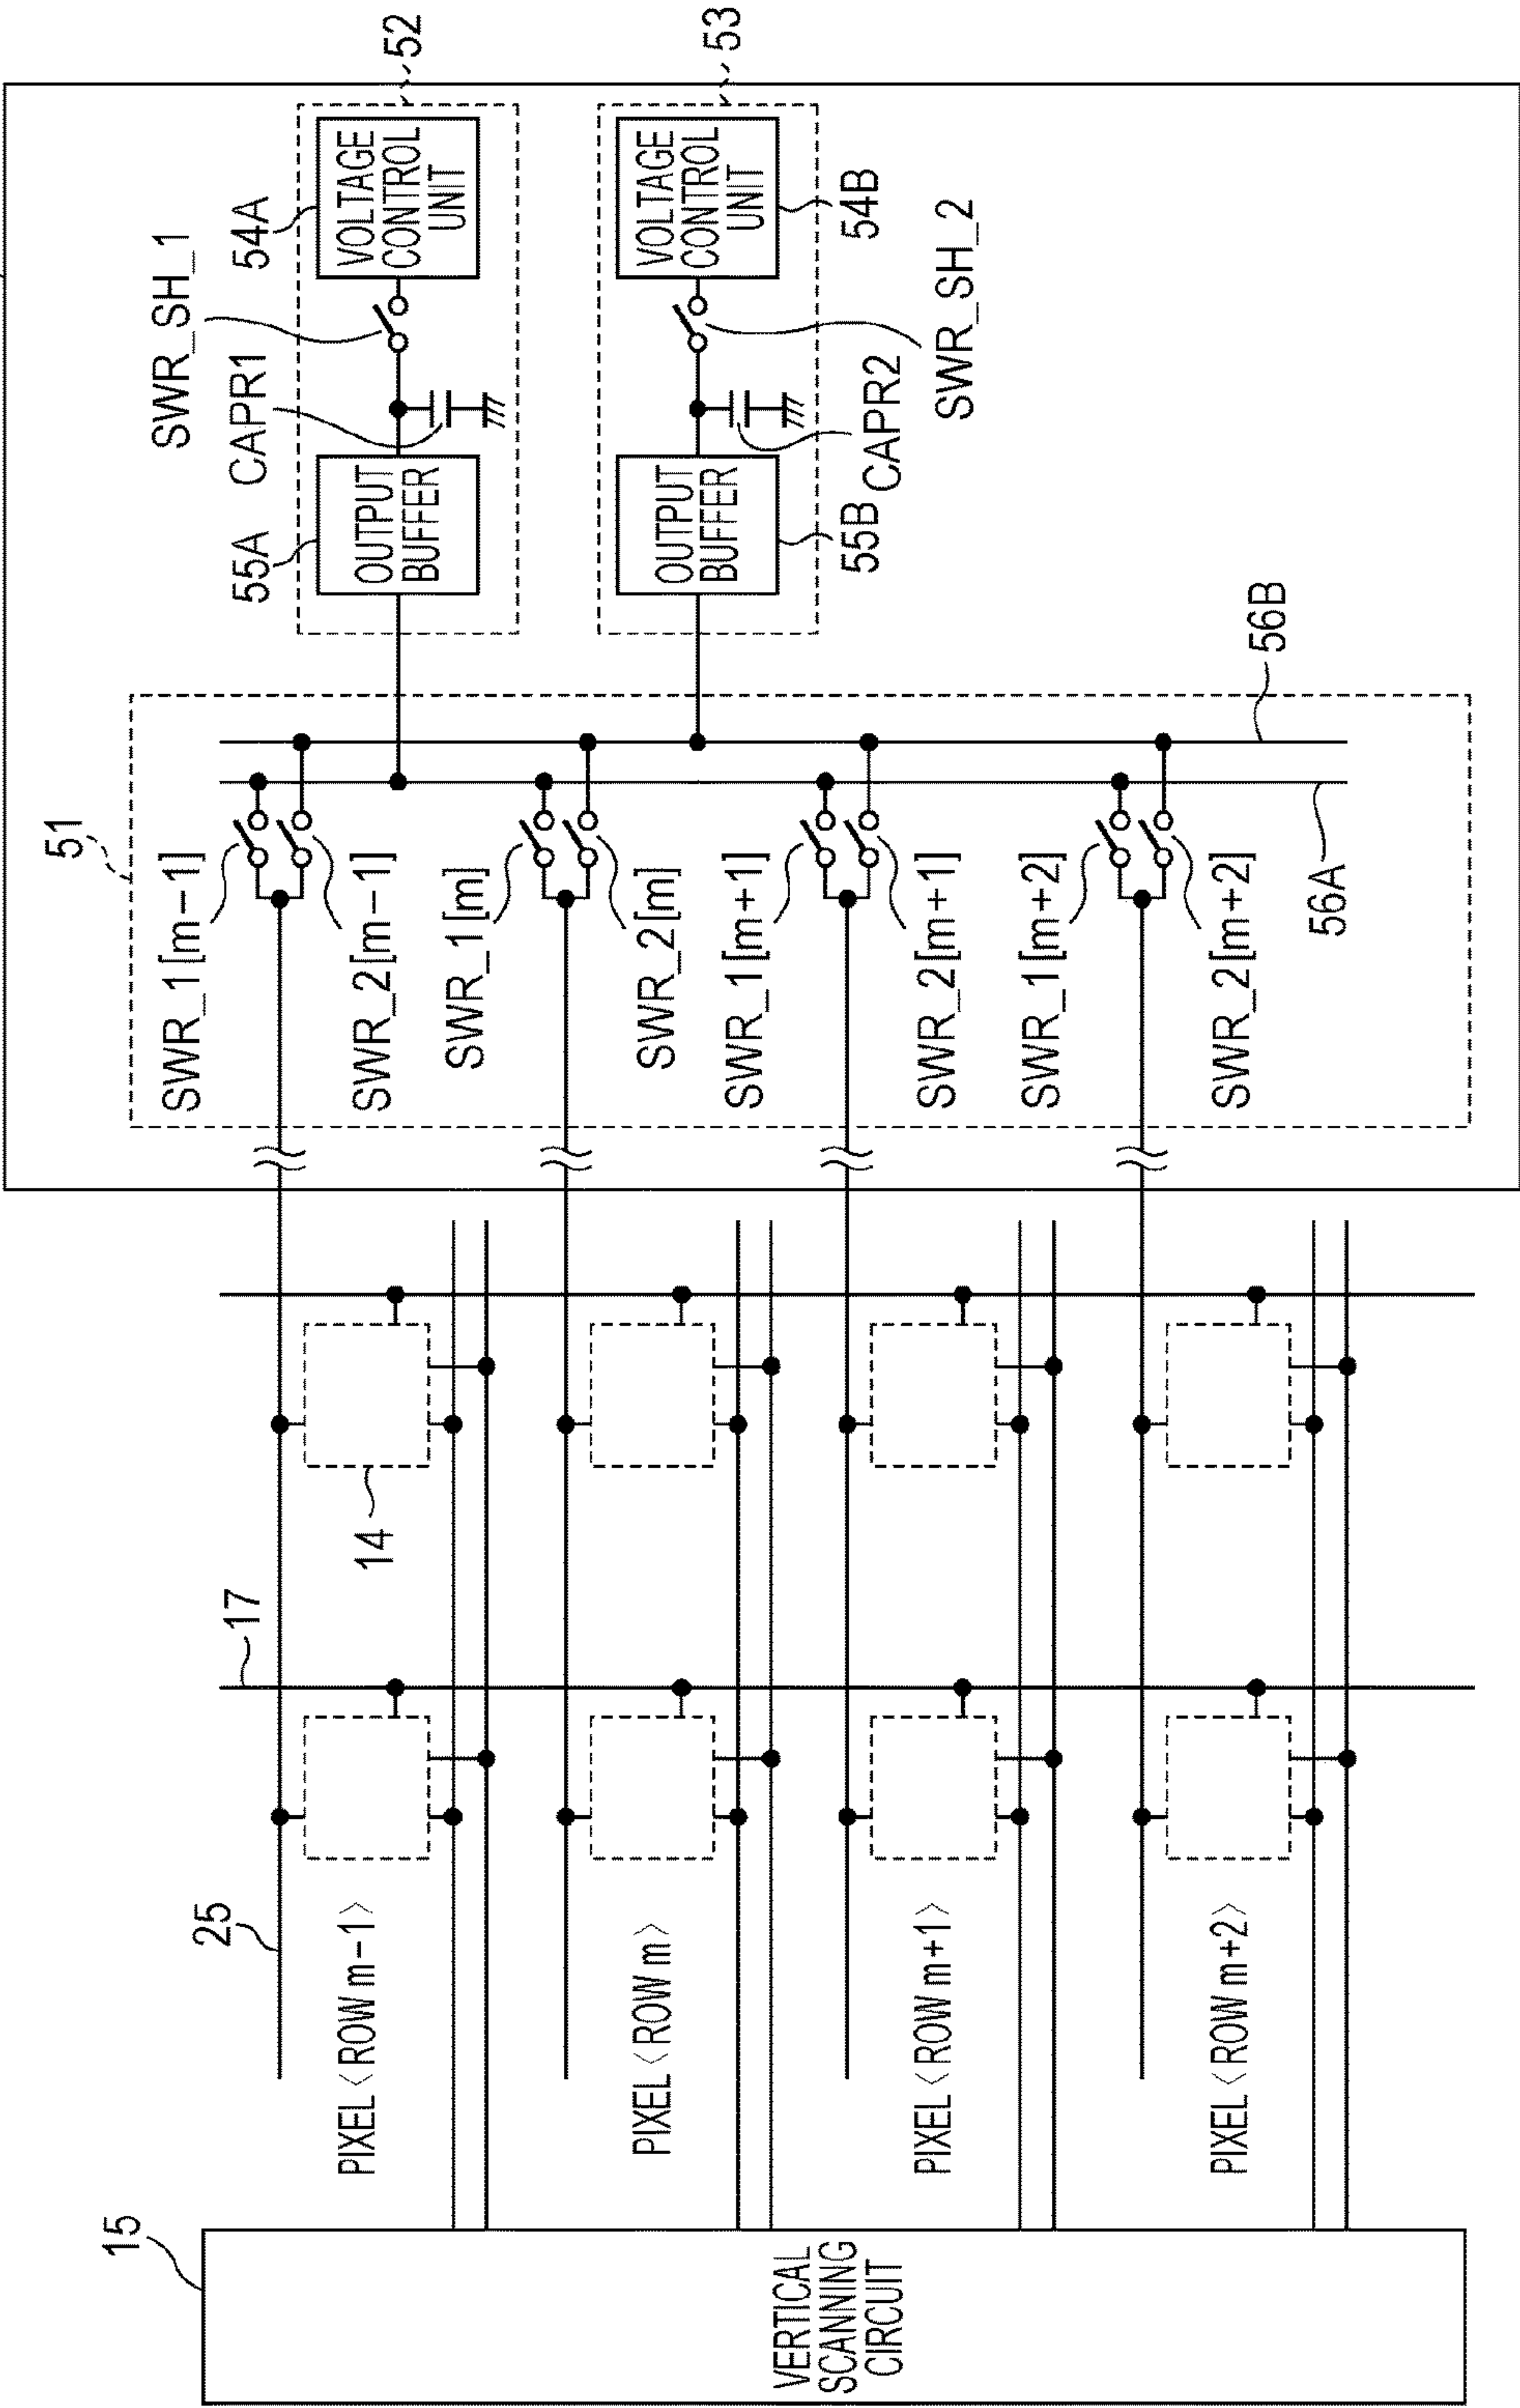 15
VERTICAL
SCANNING
CIRCUIT
25
17
14
PIXEL〈ROW m−1〉
PIXEL〈ROW m〉
PIXEL〈ROW m+1〉
PIXEL〈ROW m+2〉
51
SWR_1[m−1]
SWR_2[m−1]
SWR_1[m]
SWR_2[m]
SWR_1[m+1]
SWR_2[m+1]
SWR_1[m+2]
SWR_2[m+2]
56A
56B
52
55A
OUTPUT
BUFFER
CAPR1
SWR_SH_1
54A
VOLTAGE
CONTROL
UNIT
53
OUTPUT
BUFFER
55B
CAPR2
SWR_SH_2
VOLTAGE
CONTROL
UNIT
54B